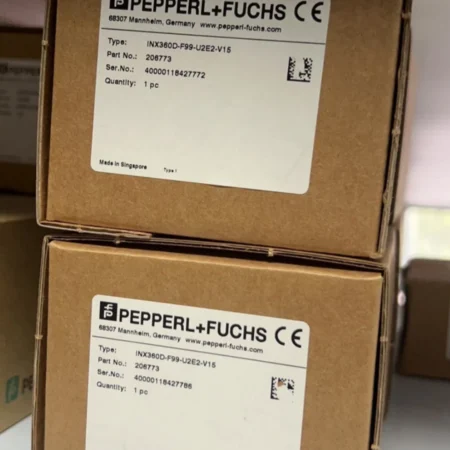 PEPPERL+FUCHS CE
68307 Mannheim, Germany www.pepperl-fuchs.com
Type: INX360D-F99-U2E2-V15
Part No.: 206773
Ser.No.: 40000118427772
Quantity: 1 pc
Made in Singapore Type 1
PEPPERL+FUCHS CE
68307 Mannheim, Germany www.pepperl-fuchs.com
Type: INX360D-F99-U2E2-V15
Part No.: 206773
Ser.No.: 40000118427786
Quantity: 1 pc